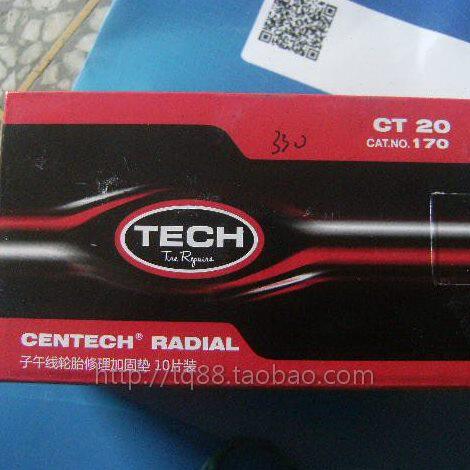 330
CT 20
CAT.NO. 170
TECH
Tire Repairs
CENTECH® RADIAL
子午线轮胎修理加固垫 10片装
http://tq88.taobao.com/